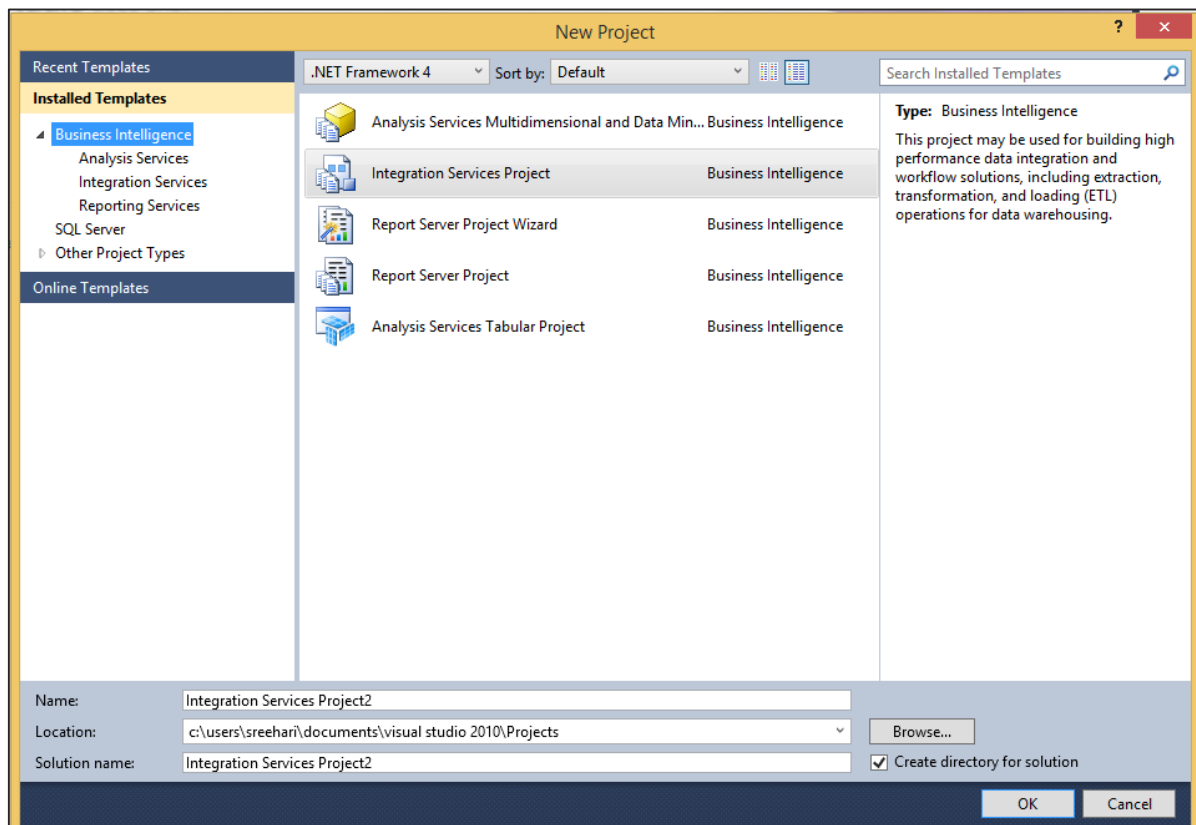 New Project
?
Recent Templates
Installed Templates
Business Intelligence
Analysis Services
Integration Services
Reporting Services
SQL Server
Other Project Types
Online Templates
.NET Framework 4
Sort by: Default
Analysis Services Multidimensional and Data Min... Business Intelligence
Integration Services Project Business Intelligence
Report Server Project Wizard Business Intelligence
Report Server Project Business Intelligence
Analysis Services Tabular Project Business Intelligence
Search Installed Templates
Type: Business Intelligence
This project may be used for building high
performance data integration and
workflow solutions, including extraction,
transformation, and loading (ETL)
operations for data warehousing.
Name: Integration Services Project2
Location: c:\users\sreehari\documents\visual studio 2010\Projects
Browse...
Solution name: Integration Services Project2
Create directory for solution
OK Cancel